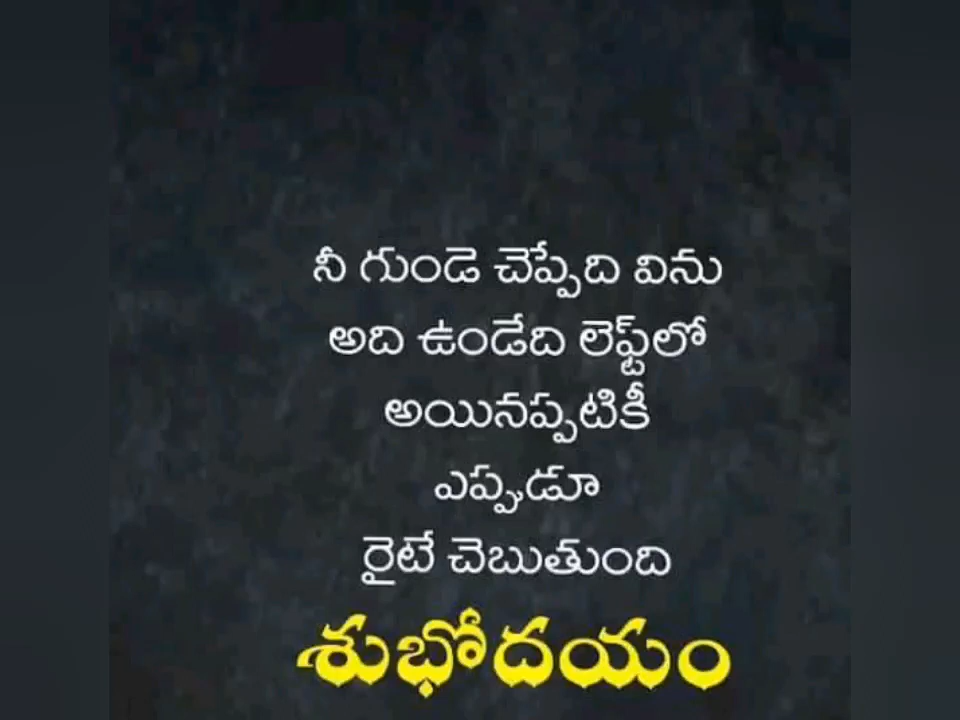 నీ గుండె చెప్పేది విను
అది ఉండేది లెఫ్ట్‌లో
అయినప్పటికీ
ఎప్పుడూ
రైటే చెబుతుంది
శుభోదయం